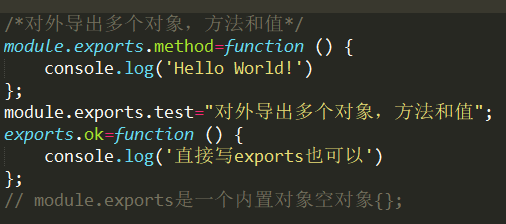 /*对外导出多个对象，方法和值*/
module.exports.method=function () {
    console.log('Hello World!')
};
module.exports.test="对外导出多个对象，方法和值";
exports.ok=function () {
    console.log('直接写exports也可以')
};
// module.exports是一个内置对象空对象{};